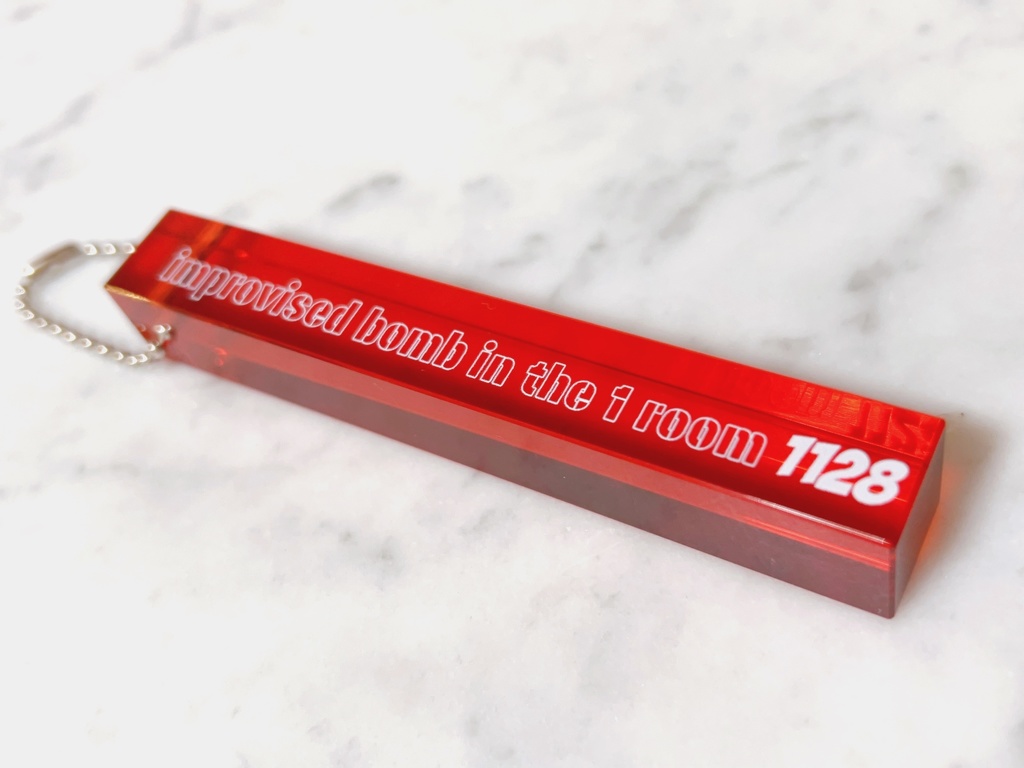 improvised bomb in the 1 room 1128